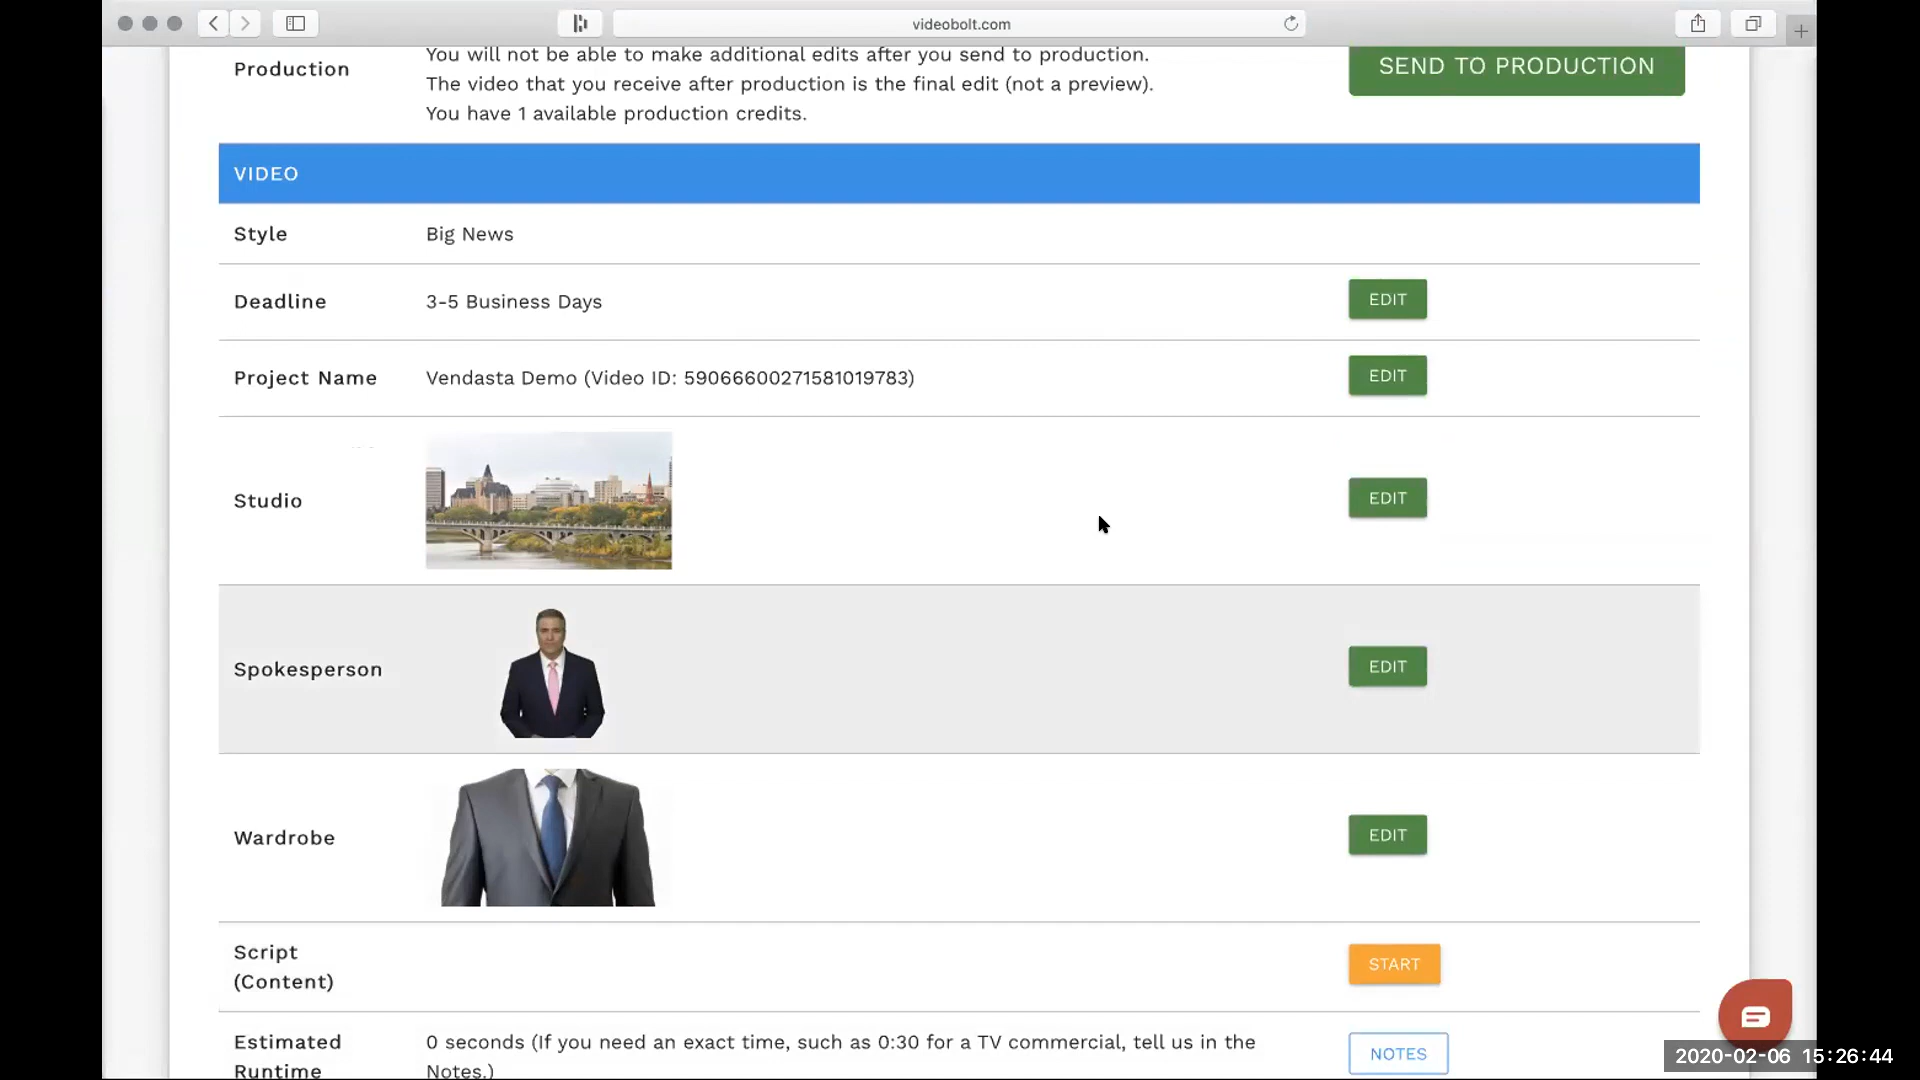 videobolt.com
You will not be able to make additional edits after you send to production.
Production
SEND TO PRODUCTION
The video that you receive after production is the final edit (not a preview).
You have 1 available production credits.
VIDEO
Style
Big News
Deadline
3-5 Business Days
EDIT
Project Name
Vendasta Demo (Video ID: 59066600271581019783)
EDIT
Studio
EDIT
Spokesperson
EDIT
Wardrobe
EDIT
Script
(Content)
START
Estimated
Runtime
0 seconds (If you need an exact time, such as 0:30 for a TV commercial, tell us in the
Notes.)
NOTES
2020-02-06 15:26:44